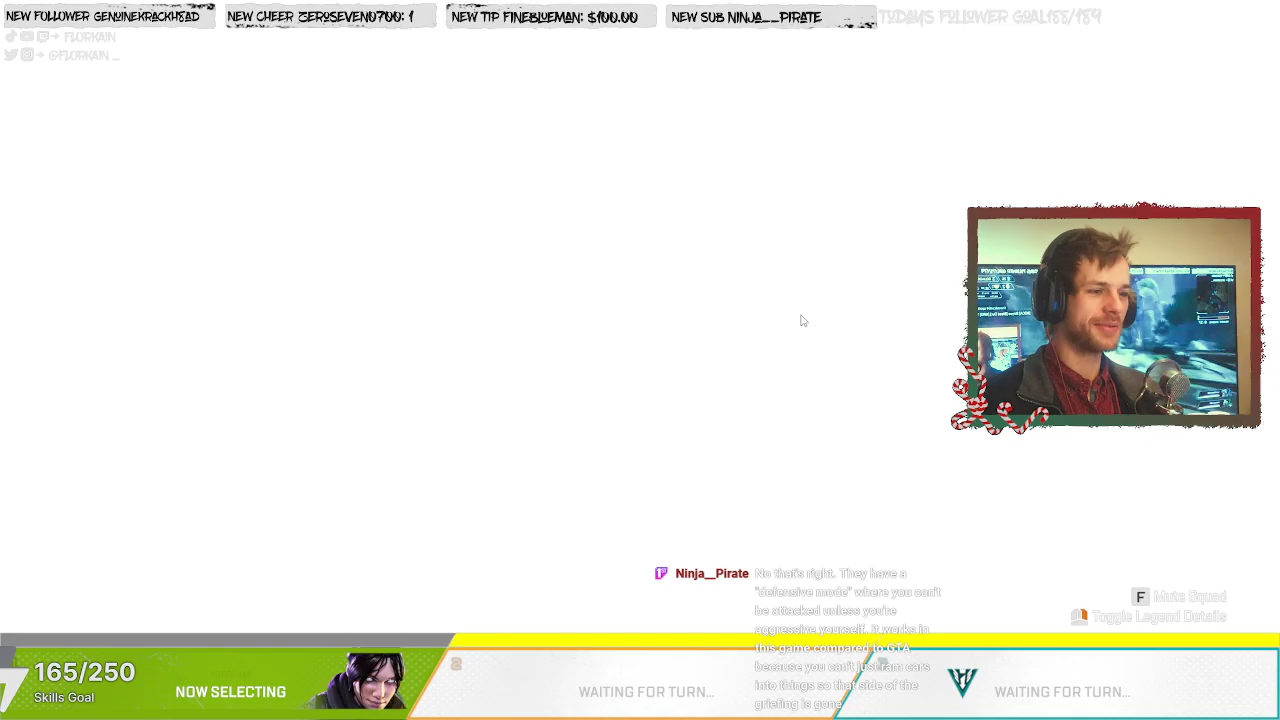 NEW FOLLOWER GENUINEKRACKHEAD
NEW CHEER ZEROSEVEN0700: 1
NEW TIP FINEBLUEMAN: $100.00
NEW SUB NINJA__PIRATE
TODAYS FOLLOWER GOAL188/189
FLORKAIN
@FLORKAIN_
Ninja__Pirate No that's right. They have a
"defensive mode" where you can't
be attacked unless you're
aggressive yourself. It works in
this game compared to GTA
because you can't just ram cars
into things so that side of the
griefing is gone
F Mute Squad
Toggle Legend Details
165/250
Skills Goal
NOW SELECTING
2
WAITING FOR TURN...
WAITING FOR TURN...